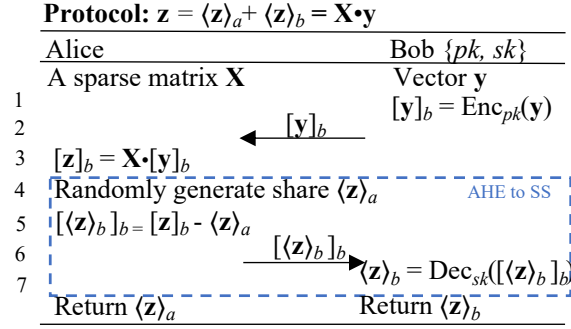 Protocol: z = ⟨z⟩a+ ⟨z⟩b = X•y
Alice Bob {pk, sk}
A sparse matrix X Vector y
1 [y]b = Encpk(y)
2 [y]b
3 [z]b = X•[y]b
4 Randomly generate share ⟨z⟩a AHE to SS
5 [⟨z⟩b]b = [z]b - ⟨z⟩a
6 [⟨z⟩b]b
7 ⟨z⟩b = Decsk([⟨z⟩b]b)
Return ⟨z⟩a Return ⟨z⟩b